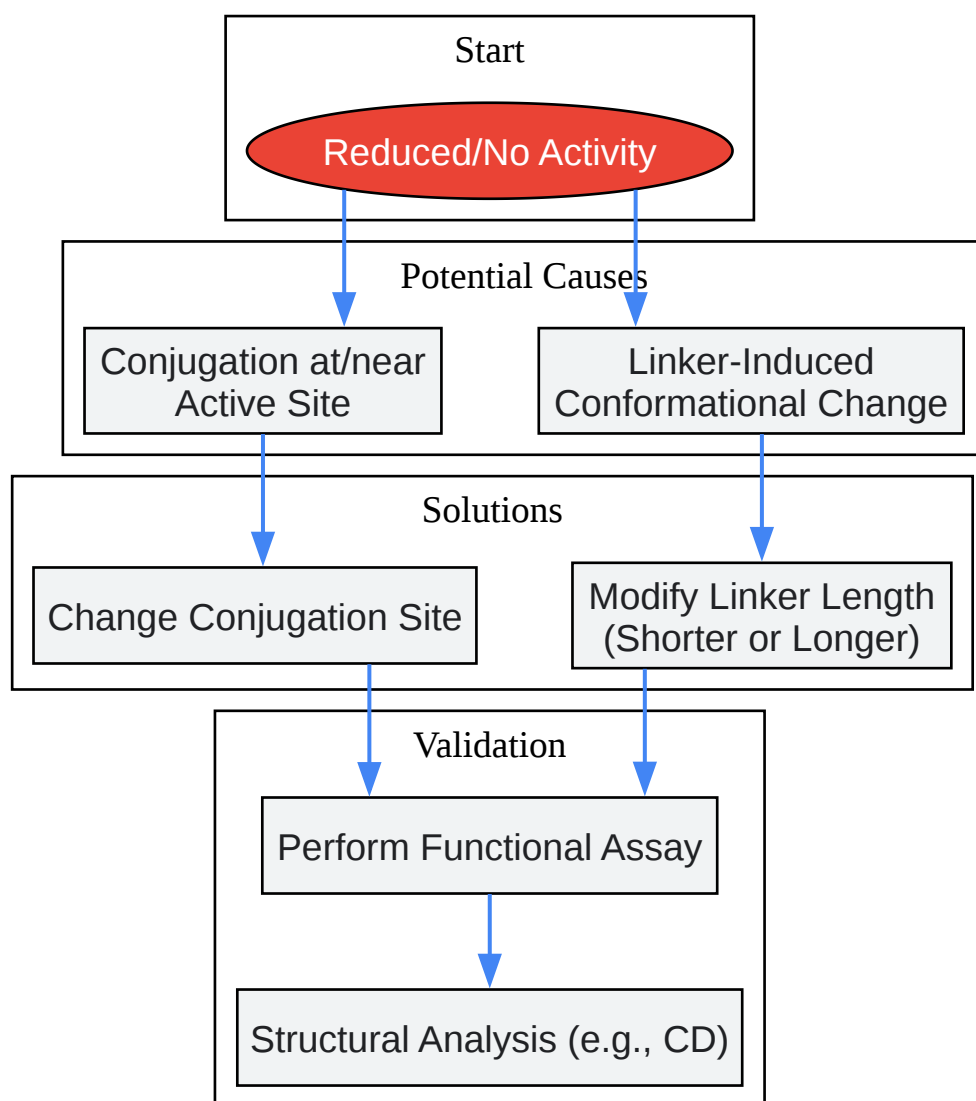 Start
Reduced/No Activity
Potential Causes
Conjugation at/near
Active Site
Linker-Induced
Conformational Change
Solutions
Change Conjugation Site
Modify Linker Length
(Shorter or Longer)
Validation
Perform Functional Assay
Structural Analysis (e.g., CD)